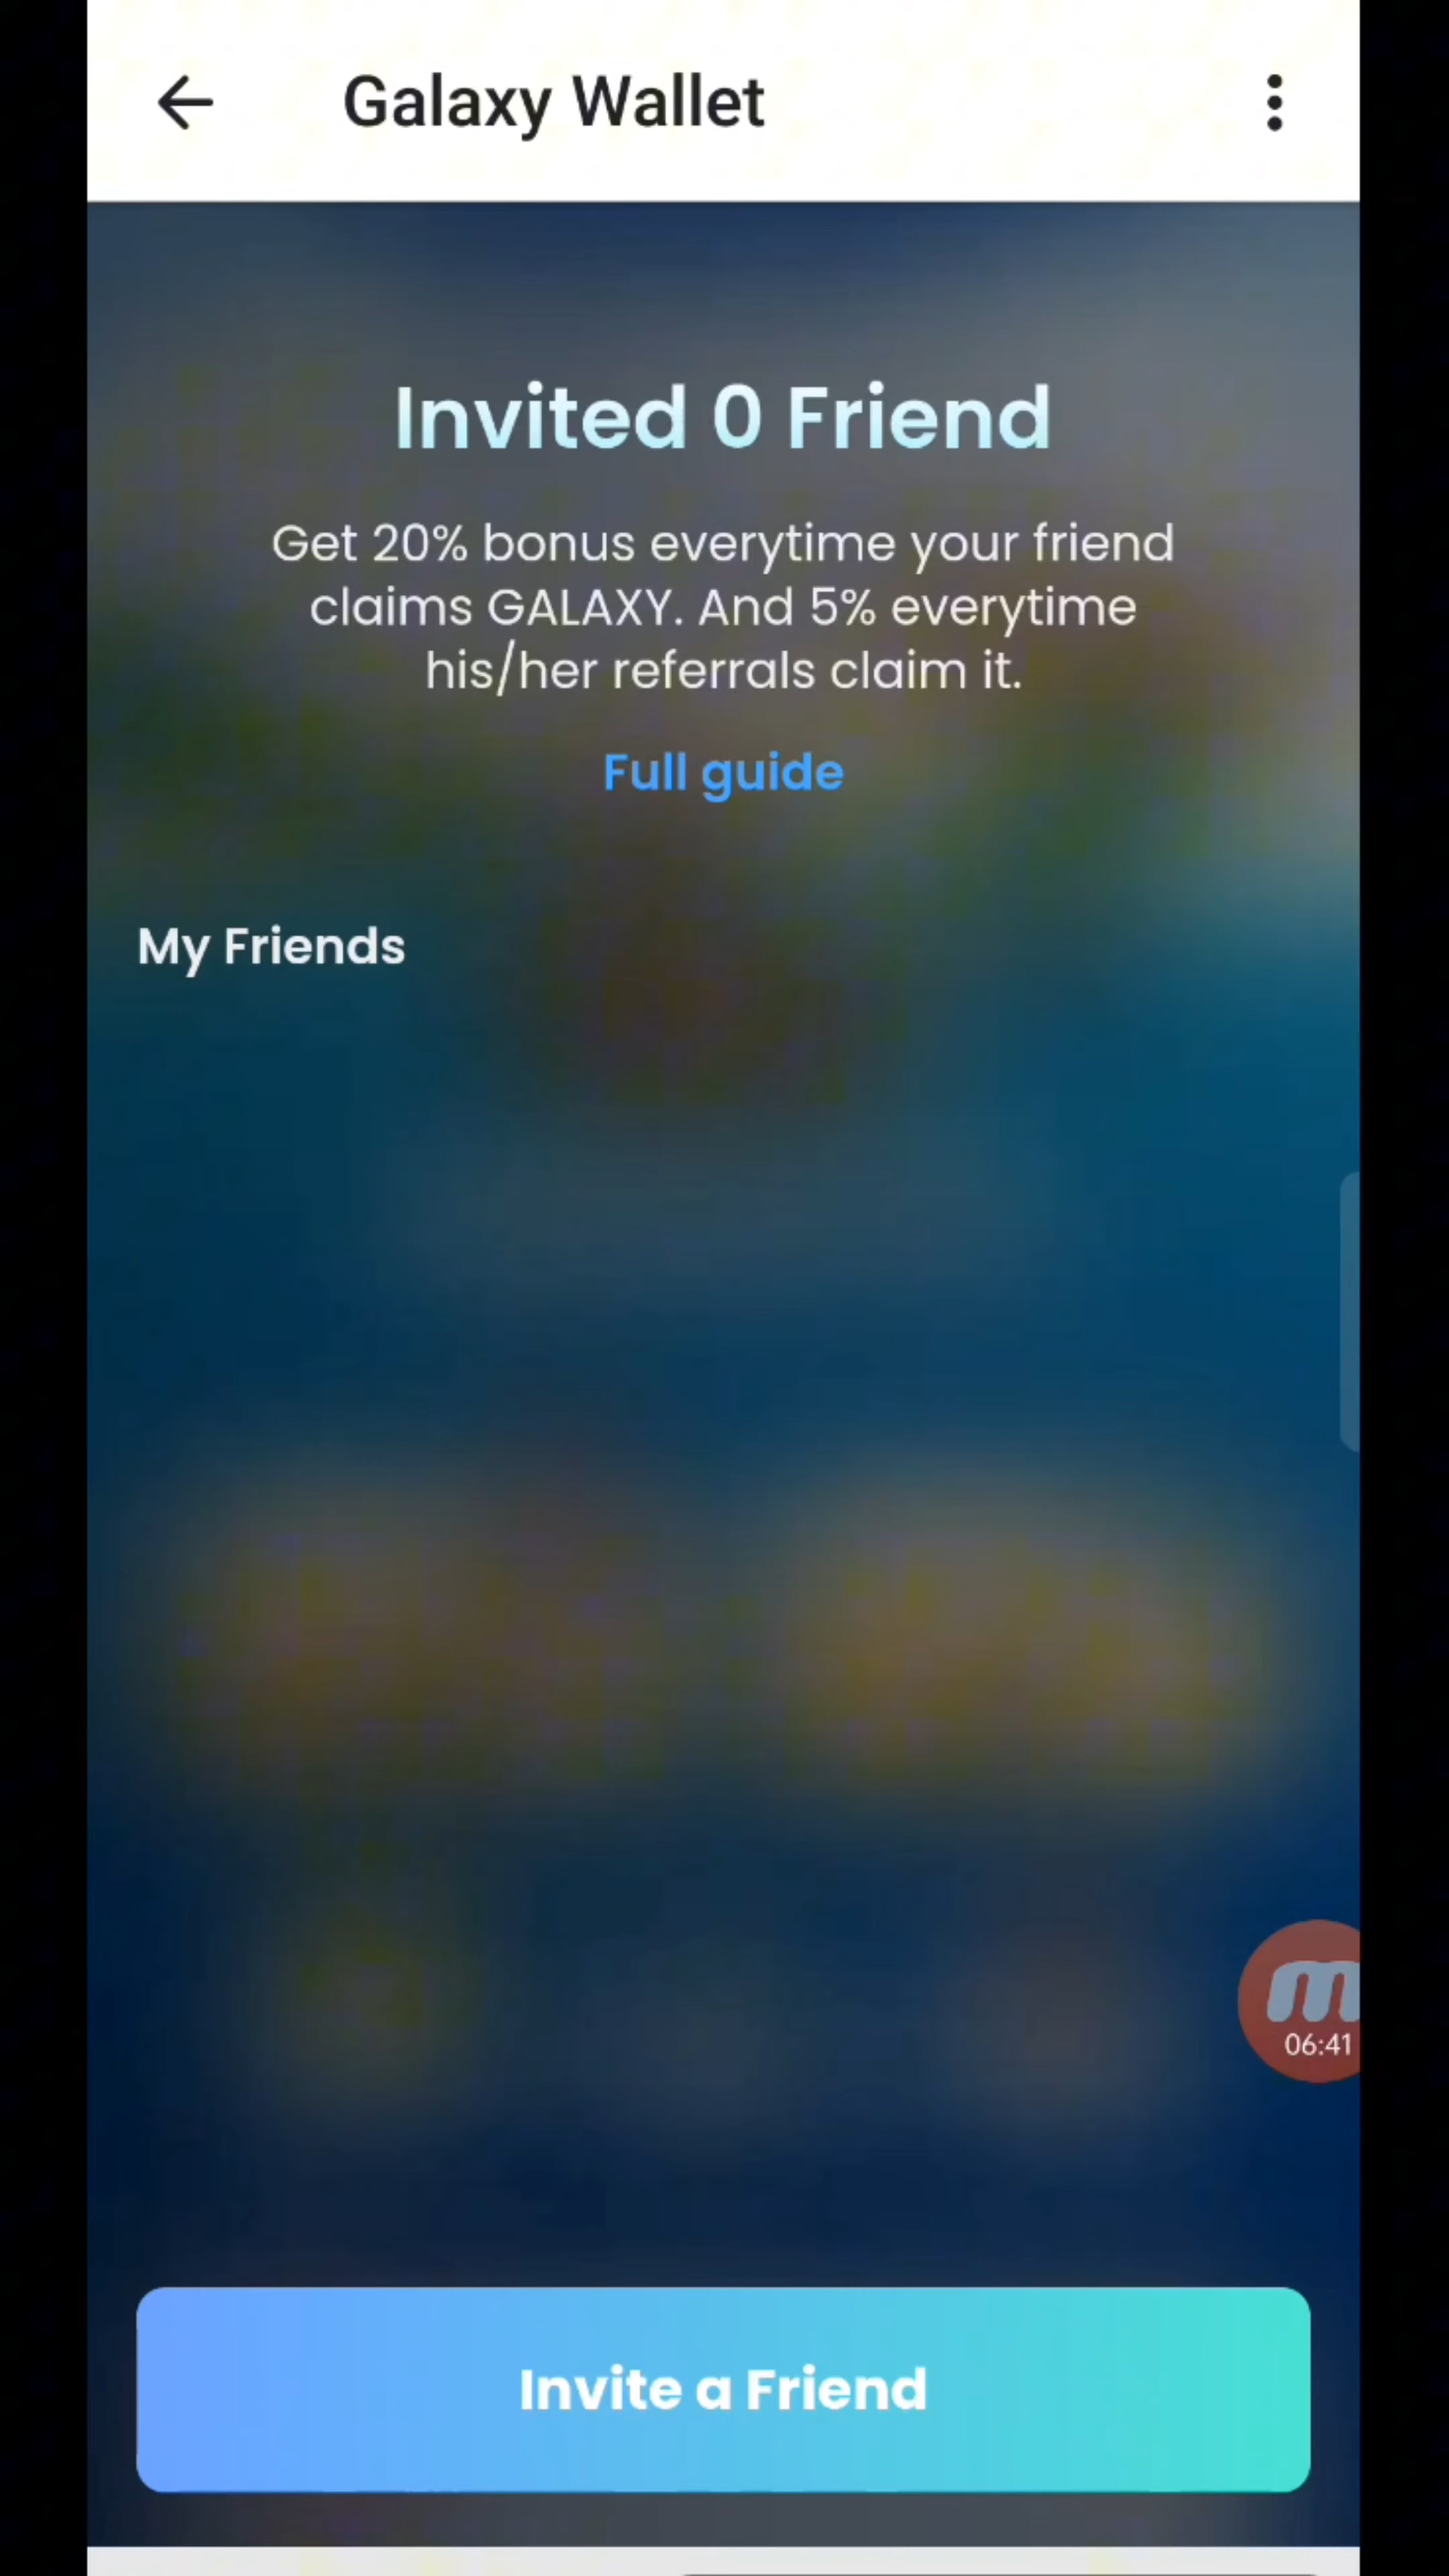 Galaxy Wallet
Invited 0 Friend
Get 20% bonus everytime your friend
claims GALAXY. And 5% everytime
his/her referrals claim it.
Full guide
My Friends
m
06:41
Invite a Friend